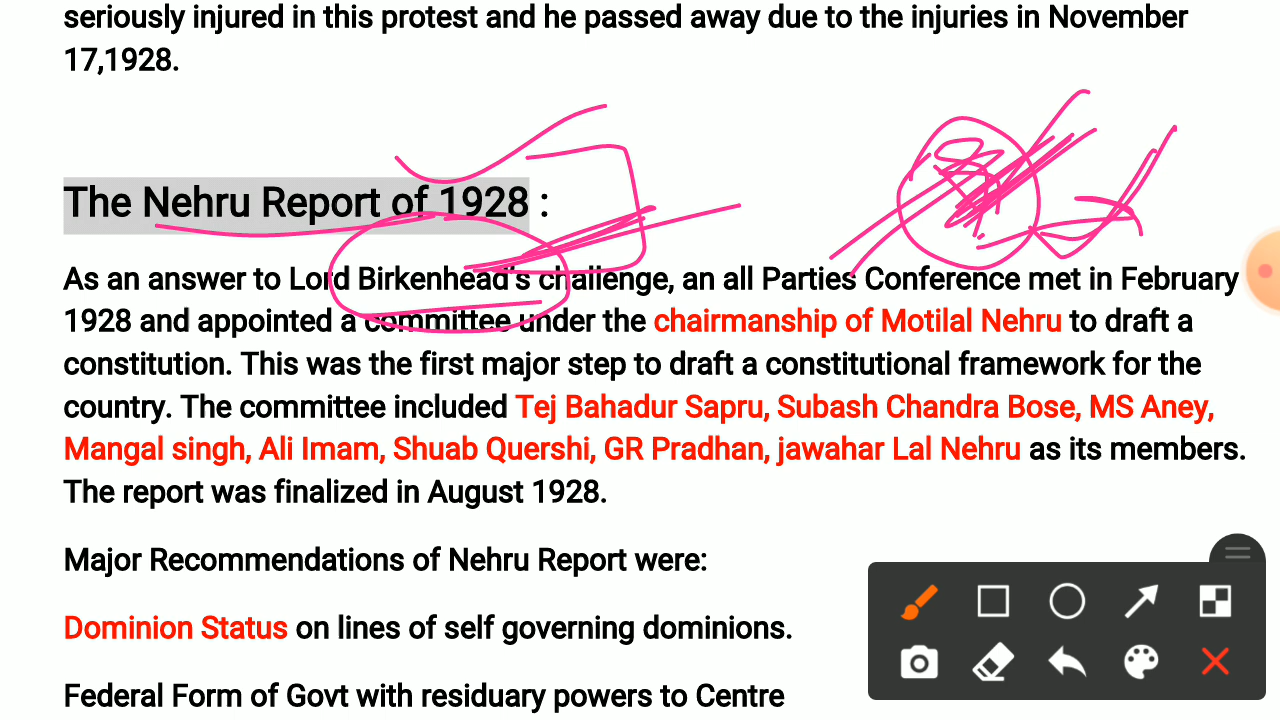 seriously injured in this protest and he passed away due to the injuries in November
17,1928.
The Nehru Report of 1928 :
As an answer to Lord Birkenhead's challenge, an all Parties Conference met in February
1928 and appointed a committee under the chairmanship of Motilal Nehru to draft a
constitution. This was the first major step to draft a constitutional framework for the
country. The committee included Tej Bahadur Sapru, Subash Chandra Bose, MS Aney,
Mangal singh, Ali Imam, Shuab Quershi, GR Pradhan, jawahar Lal Nehru as its members.
The report was finalized in August 1928.
Major Recommendations of Nehru Report were:
Dominion Status on lines of self governing dominions.
Federal Form of Govt with residuary powers to Centre